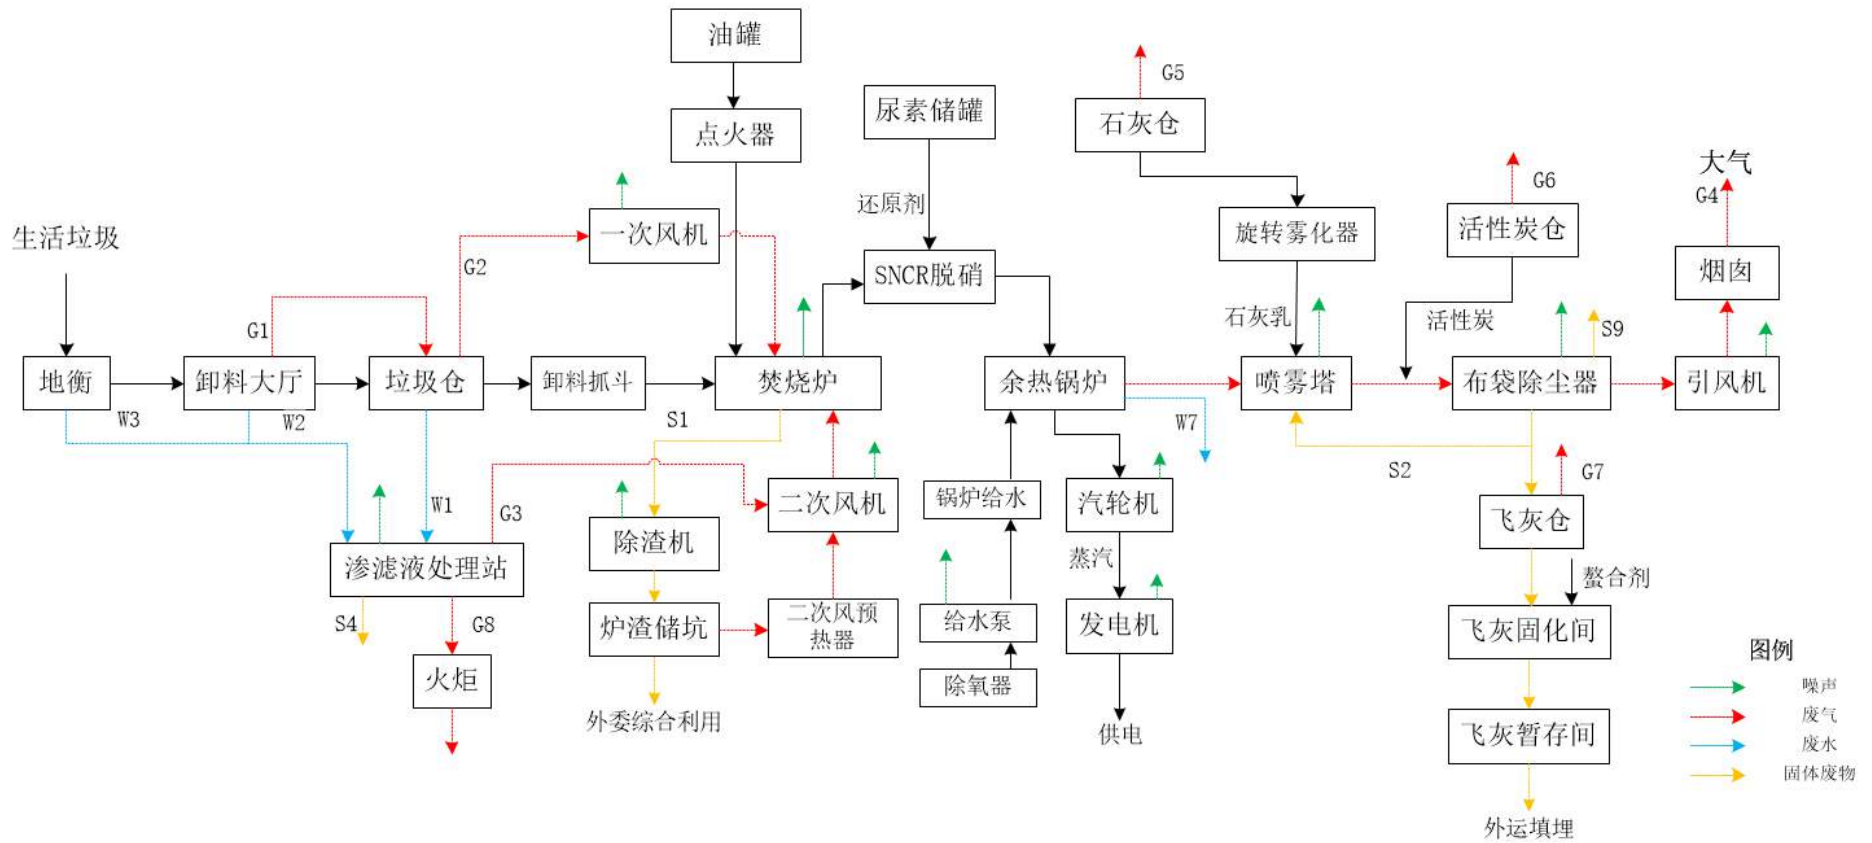 油罐
点火器
尿素储罐
石灰仓
G5
活性炭仓
G6
大气
G4
烟囱
生活垃圾
一次风机
G2
还原剂
SNCR脱硝
旋转雾化器
石灰乳
活性炭
G1
S9
地衡
卸料大厅
垃圾仓
卸料抓斗
焚烧炉
余热锅炉
喷雾塔
布袋除尘器
引风机
W3
W2
S1
W7
S2
G7
W1
G3
二次风机
锅炉给水
汽轮机
飞灰仓
除渣机
蒸汽
渗滤液处理站
螯合剂
S4
G8
炉渣储坑
二次风预
热器
给水泵
发电机
飞灰固化间
火炬
除氧器
外委综合利用
供电
飞灰暂存间
外运填埋
图例
噪声
废气
废水
固体废物